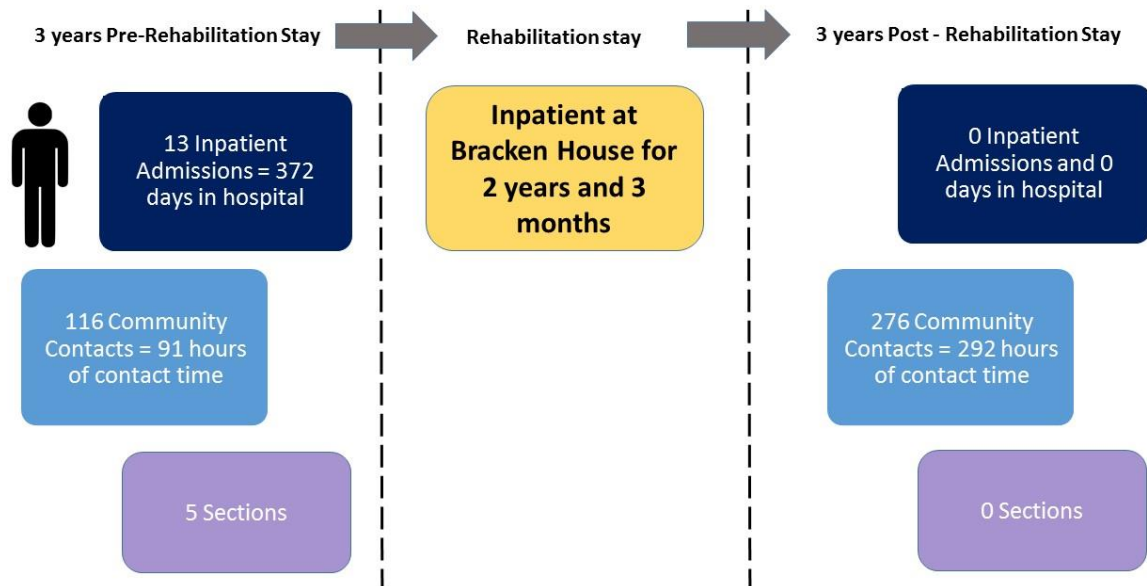 3 years Pre-Rehabilitation Stay
Rehabilitation stay
3 years Post - Rehabilitation Stay
13 Inpatient
Admissions = 372
days in hospital
Inpatient at
Bracken House for
2 years and 3
months
0 Inpatient
Admissions and 0
days in hospital
116 Community
Contacts = 91 hours
of contact time
276 Community
Contacts = 292 hours
of contact time
5 Sections
0 Sections